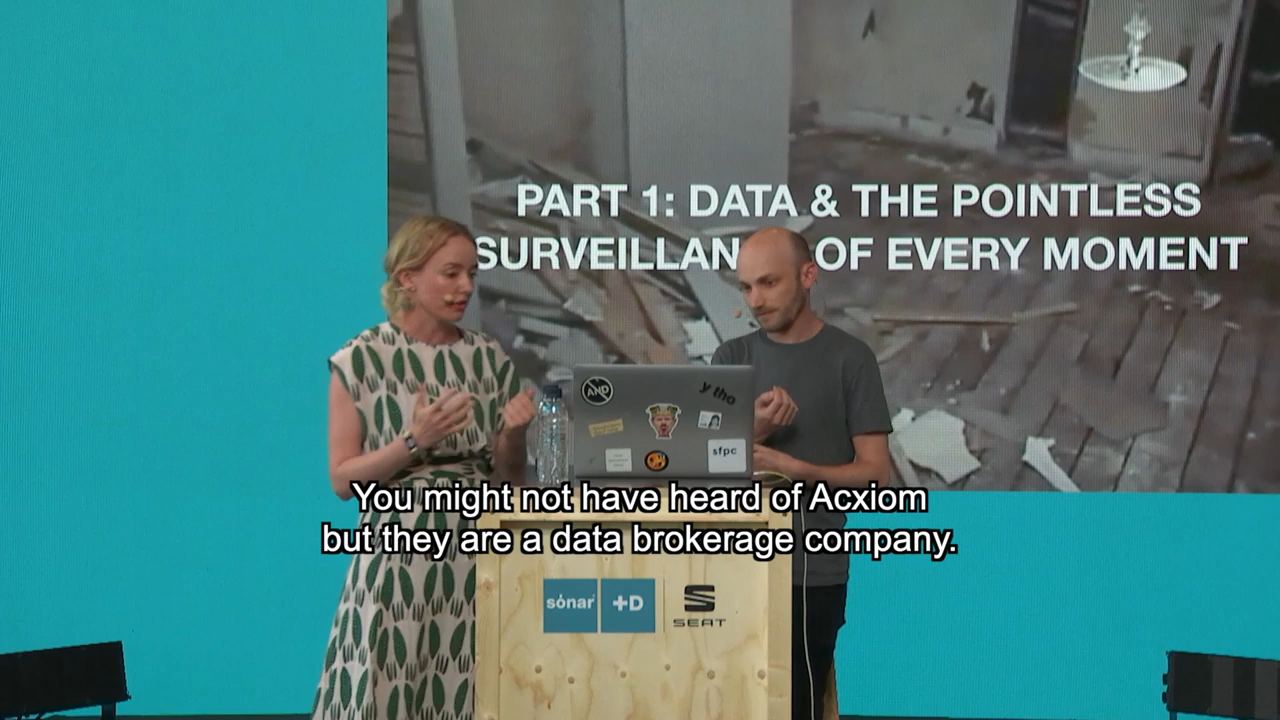 PART 1: DATA & THE POINTLESS
SURVEILLAN OF EVERY MOMENT
AND
y tho
sfpc
You might not have heard of Acxiom
but they are a data brokerage company.
sónar +D
SEAT